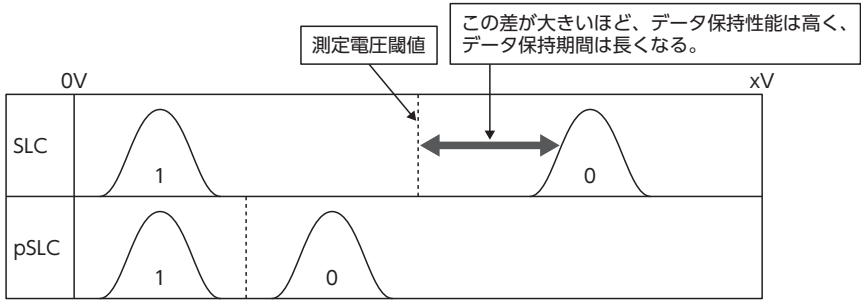 この差が大きいほど、データ保持性能は高く、
データ保持期間は長くなる。
測定電圧閾値
0V
xV
SLC
1
0
pSLC
1
0